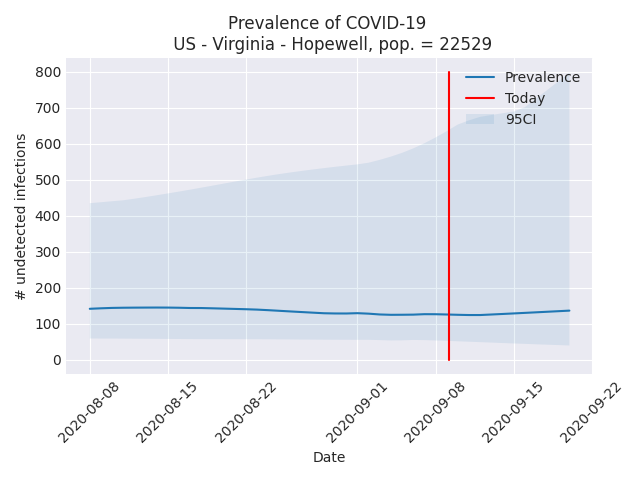 Prevalence of COVID-19
US - Virginia - Hopewell, pop. = 22529
800
700
600
500
400
300
200
100
0
# undetected infections
Prevalence
Today
95CI
2020-08-08
2020-08-15
2020-08-22
2020-09-01
2020-09-08
2020-09-15
2020-09-22
Date